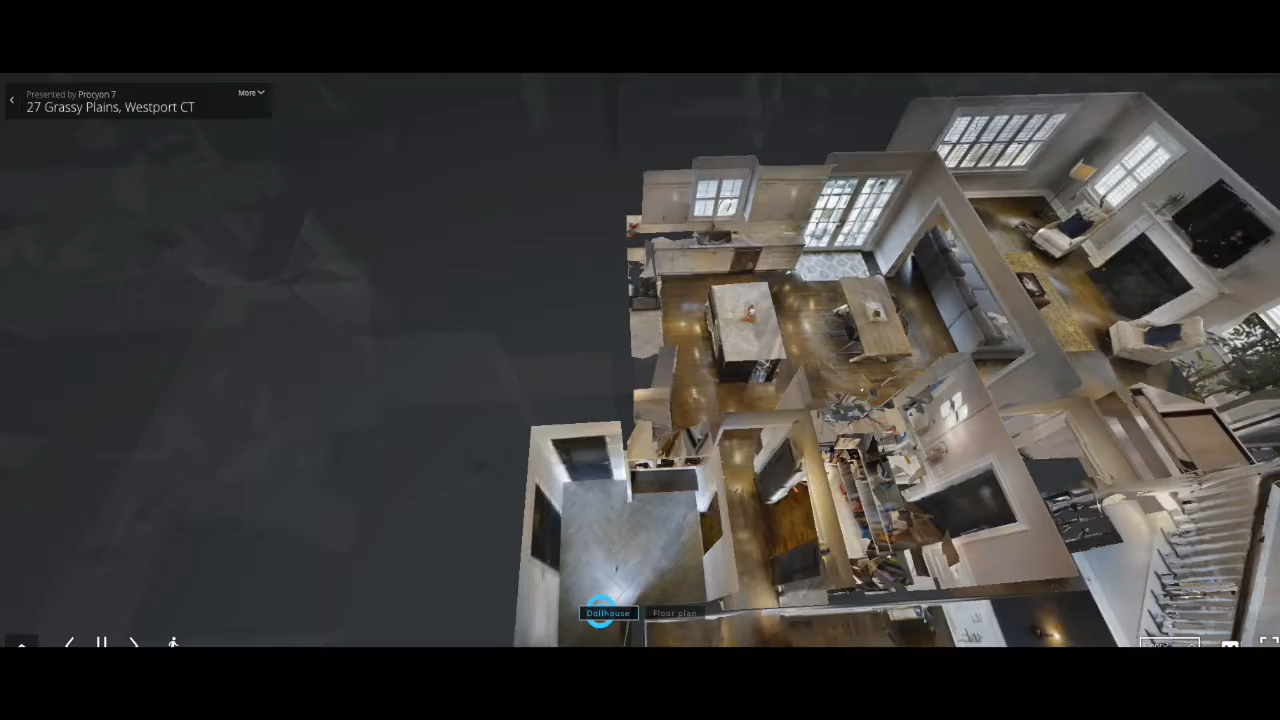 Presented by Procyon 7
More
27 Grassy Plains, Westport CT
Dollhouse
Floor plan